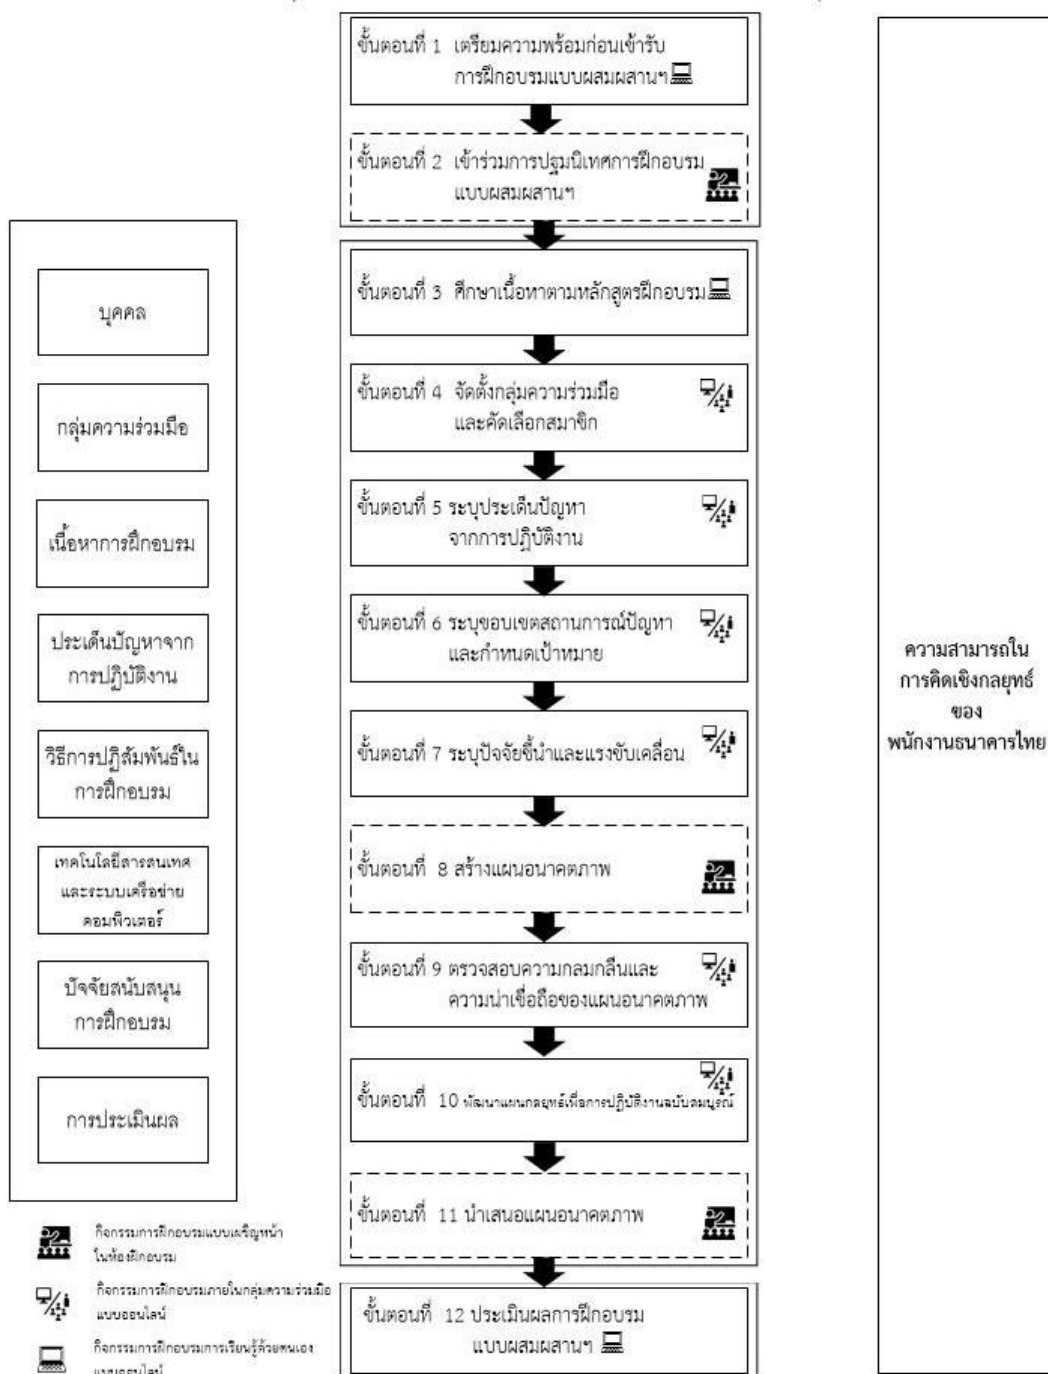 ขั้นตอนที่ 1 เตรียมความพร้อมก่อนเข้ารับ
การฝึกอบรมแบบผสมผสานฯ
ขั้นตอนที่ 2 เข้าร่วมการปฐมนิเทศการฝึกอบรม
แบบผสมผสานฯ
ขั้นตอนที่ 3 ศึกษาเนื้อหาตามหลักสูตรฝึกอบรม
ขั้นตอนที่ 4 จัดตั้งกลุ่มความร่วมมือ
และคัดเลือกสมาชิก
ขั้นตอนที่ 5 ระบุประเด็นปัญหา
จากการปฏิบัติงาน
ขั้นตอนที่ 6 ระบุขอบเขตสถานการณ์ปัญหา
และกำหนดเป้าหมาย
ขั้นตอนที่ 7 ระบุปัจจัยชี้นำและแรงขับเคลื่อน
ขั้นตอนที่ 8 สร้างแผนอนาคตภาพ
ขั้นตอนที่ 9 ตรวจสอบความกลมกลืนและ
ความน่าเชื่อถือของแผนอนาคตภาพ
ขั้นตอนที่ 10 พัฒนาแผนกลยุทธ์เพื่อการปฏิบัติงานฉบับสมบูรณ์
ขั้นตอนที่ 11 นำเสนอแผนอนาคตภาพ
ขั้นตอนที่ 12 ประเมินผลการฝึกอบรม
แบบผสมผสานฯ
บุคคล
กลุ่มความร่วมมือ
เนื้อหาการฝึกอบรม
ประเด็นปัญหาจาก
การปฏิบัติงาน
วิธีการปฏิสัมพันธ์ใน
การฝึกอบรม
เทคโนโลยีสารสนเทศ
และระบบเครือข่าย
คอมพิวเตอร์
ปัจจัยสนับสนุน
การฝึกอบรม
การประเมินผล
กิจกรรมการฝึกอบรมแบบเผชิญหน้า
ในห้องฝึกอบรม
กิจกรรมการฝึกอบรมภายในกลุ่มความร่วมมือ
แบบออนไลน์
กิจกรรมการฝึกอบรมการเรียนรู้ด้วยตนเอง
แบบออนไลน์
ความสามารถใน
การคิดเชิงกลยุทธ์
ของ
พนักงานธนาคารไทย